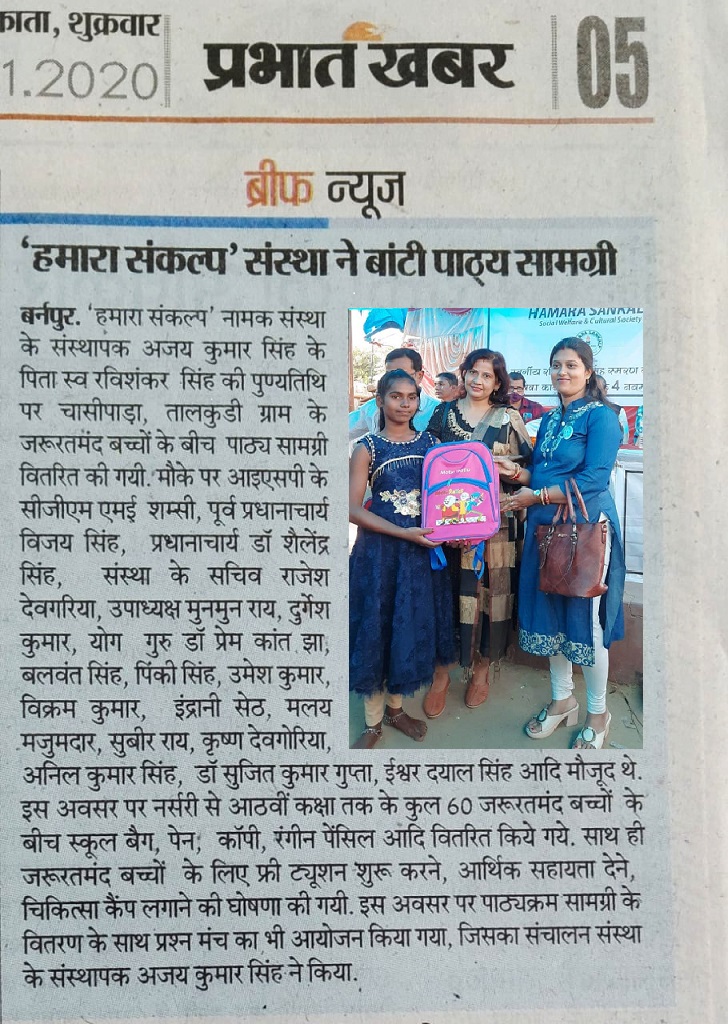 काता, शुक्रवार
1.2020
प्रभात खबर
05
ब्रीफ न्यूज
‘हमारा संकल्प’ संस्था ने बांटी पाठ्य सामग्री
बर्नपुर. ‘हमारा संकल्प’ नामक संस्था
के संस्थापक अजय कुमार सिंह के
पिता स्व रविशंकर सिंह की पुण्यतिथि
पर चासीपाड़ा, तालकुडी ग्राम के
जरूरतमंद बच्चों के बीच पाठ्य सामग्री
वितरित की गयी. मौके पर आइएसपी के
सीजीएम एमई शम्सी, पूर्व प्रधानाचार्य
विजय सिंह, प्रधानाचार्य डॉ शैलेंद्र
सिंह, संस्था के सचिव राजेश
देवगरिया, उपाध्यक्ष मुनमुन राय, दुर्गेश
कुमार, योग गुरु डॉ प्रेम कांत झा,
बलवंत सिंह, पिंकी सिंह, उमेश कुमार,
विक्रम कुमार, इंद्रानी सेठ, मलय
मजुमदार, सुबीर राय, कृष्ण देवगोरिया,
अनिल कुमार सिंह, डॉ सुजित कुमार गुप्ता, ईश्वर दयाल सिंह आदि मौजूद थे.
इस अवसर पर नर्सरी से आठवीं कक्षा तक के कुल 60 जरूरतमंद बच्चों के
बीच स्कूल बैग, पेन, कॉपी, रंगीन पेंसिल आदि वितरित किये गये. साथ ही
जरूरतमंद बच्चों के लिए फ्री ट्यूशन शुरू करने, आर्थिक सहायता देने,
चिकित्सा कैंप लगाने की घोषणा की गयी. इस अवसर पर पाठ्यक्रम सामग्री के
वितरण के साथ प्रश्न मंच का भी आयोजन किया गया, जिसका संचालन संस्था
के संस्थापक अजय कुमार सिंह ने किया.
HAMARA SANKAL
Social Welfare & Cultural Society